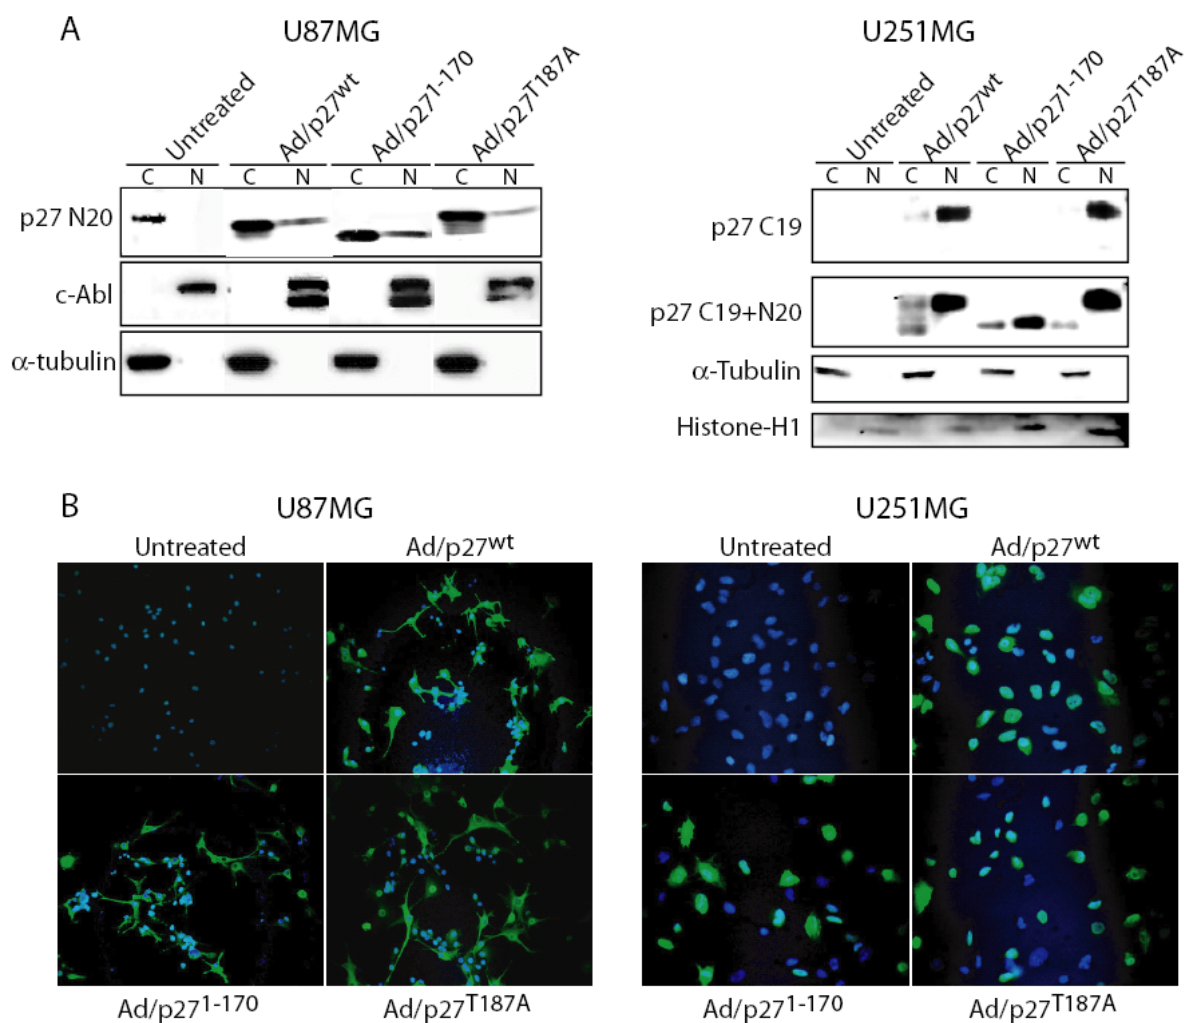 A
U87MG
Untreated
Ad/p27wt
Ad/p271-170
Ad/p27T187A
C N C N C N C N
p27 N20
c-Abl
α-tubulin
U251MG
Untreated
Ad/p27wt
Ad/p271-170
Ad/p27T187A
C N C N C N C N
p27 C19
p27 C19+N20
α-Tubulin
Histone-H1
B
U87MG
Untreated
Ad/p27wt
Ad/p271-170
Ad/p27T187A
U251MG
Untreated
Ad/p27wt
Ad/p271-170
Ad/p27T187A